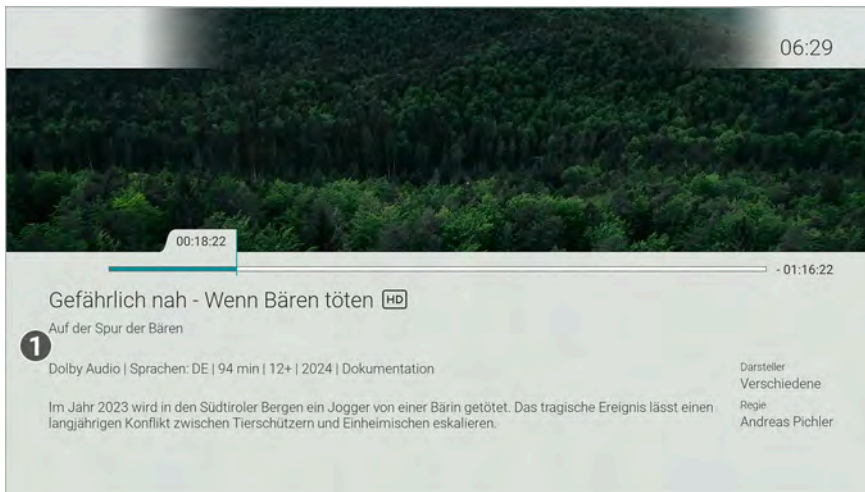 06:29
00:18:22
- 01:16:22
Gefährlich nah - Wenn Bären töten HD
Auf der Spur der Bären
1
Dolby Audio | Sprachen: DE | 94 min | 12+ | 2024 | Dokumentation
Im Jahr 2023 wird in den Südtiroler Bergen ein Jogger von einer Bärin getötet. Das tragische Ereignis lässt einen
langjährigen Konflikt zwischen Tierschützern und Einheimischen eskalieren.
Darsteller
Verschiedene
Regie
Andreas Pichler